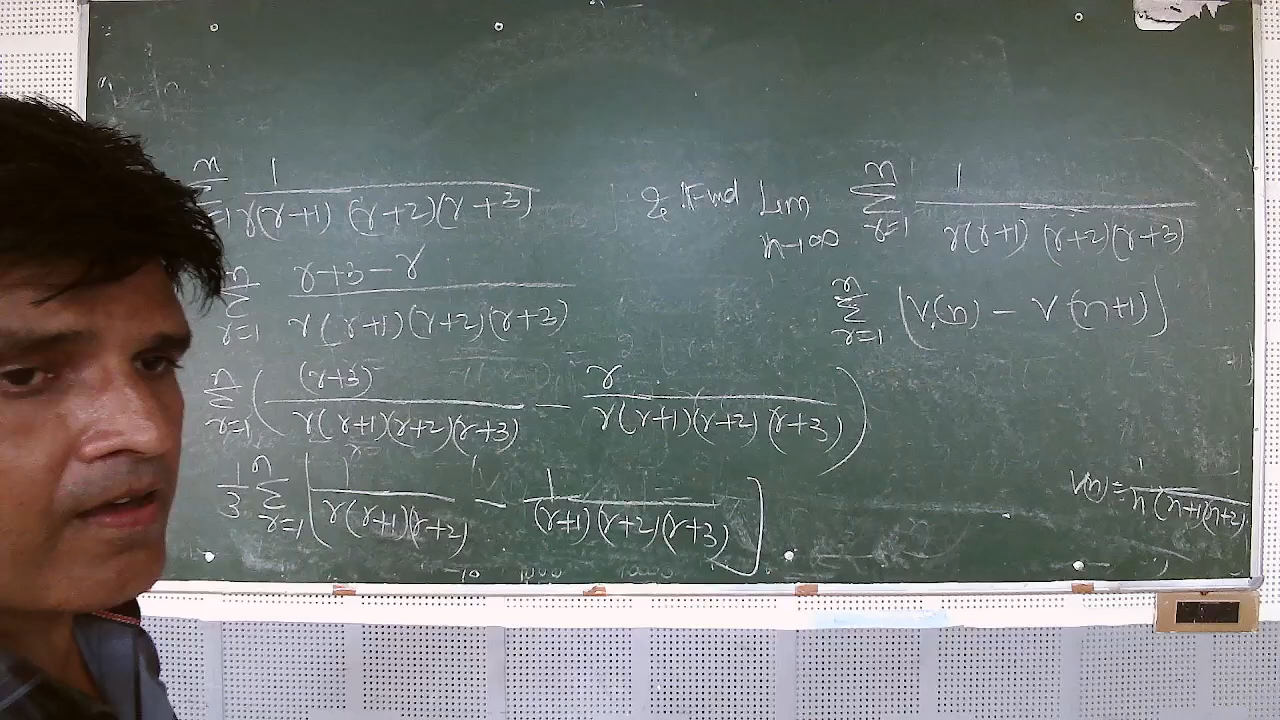 n 1
Σ ───────────────
r=1 r(r+1) (r+2)(r+3)
& Find Lim
n→∞
n 1
Σ ───────────────
r=1 r(r+1) (r+2)(r+3)
n r+3-r
Σ ───────────────
r=1 r(r+1)(r+2)(r+3)
n
Σ (V(n) - V(n+1)]
r=1
n (r+3) r
Σ ( ─────────────── - ─────────────── )
r=1 r(r+1)(r+2)(r+3) r(r+1)(r+2)(r+3)
1 n 1 1
─ Σ [ ─────────── - ─────────────── ]
3 r=1 r(r+1)(r+2) (r+1)(r+2)(r+3)
V(n) = 1
───────────
n(n+1)(n+2)